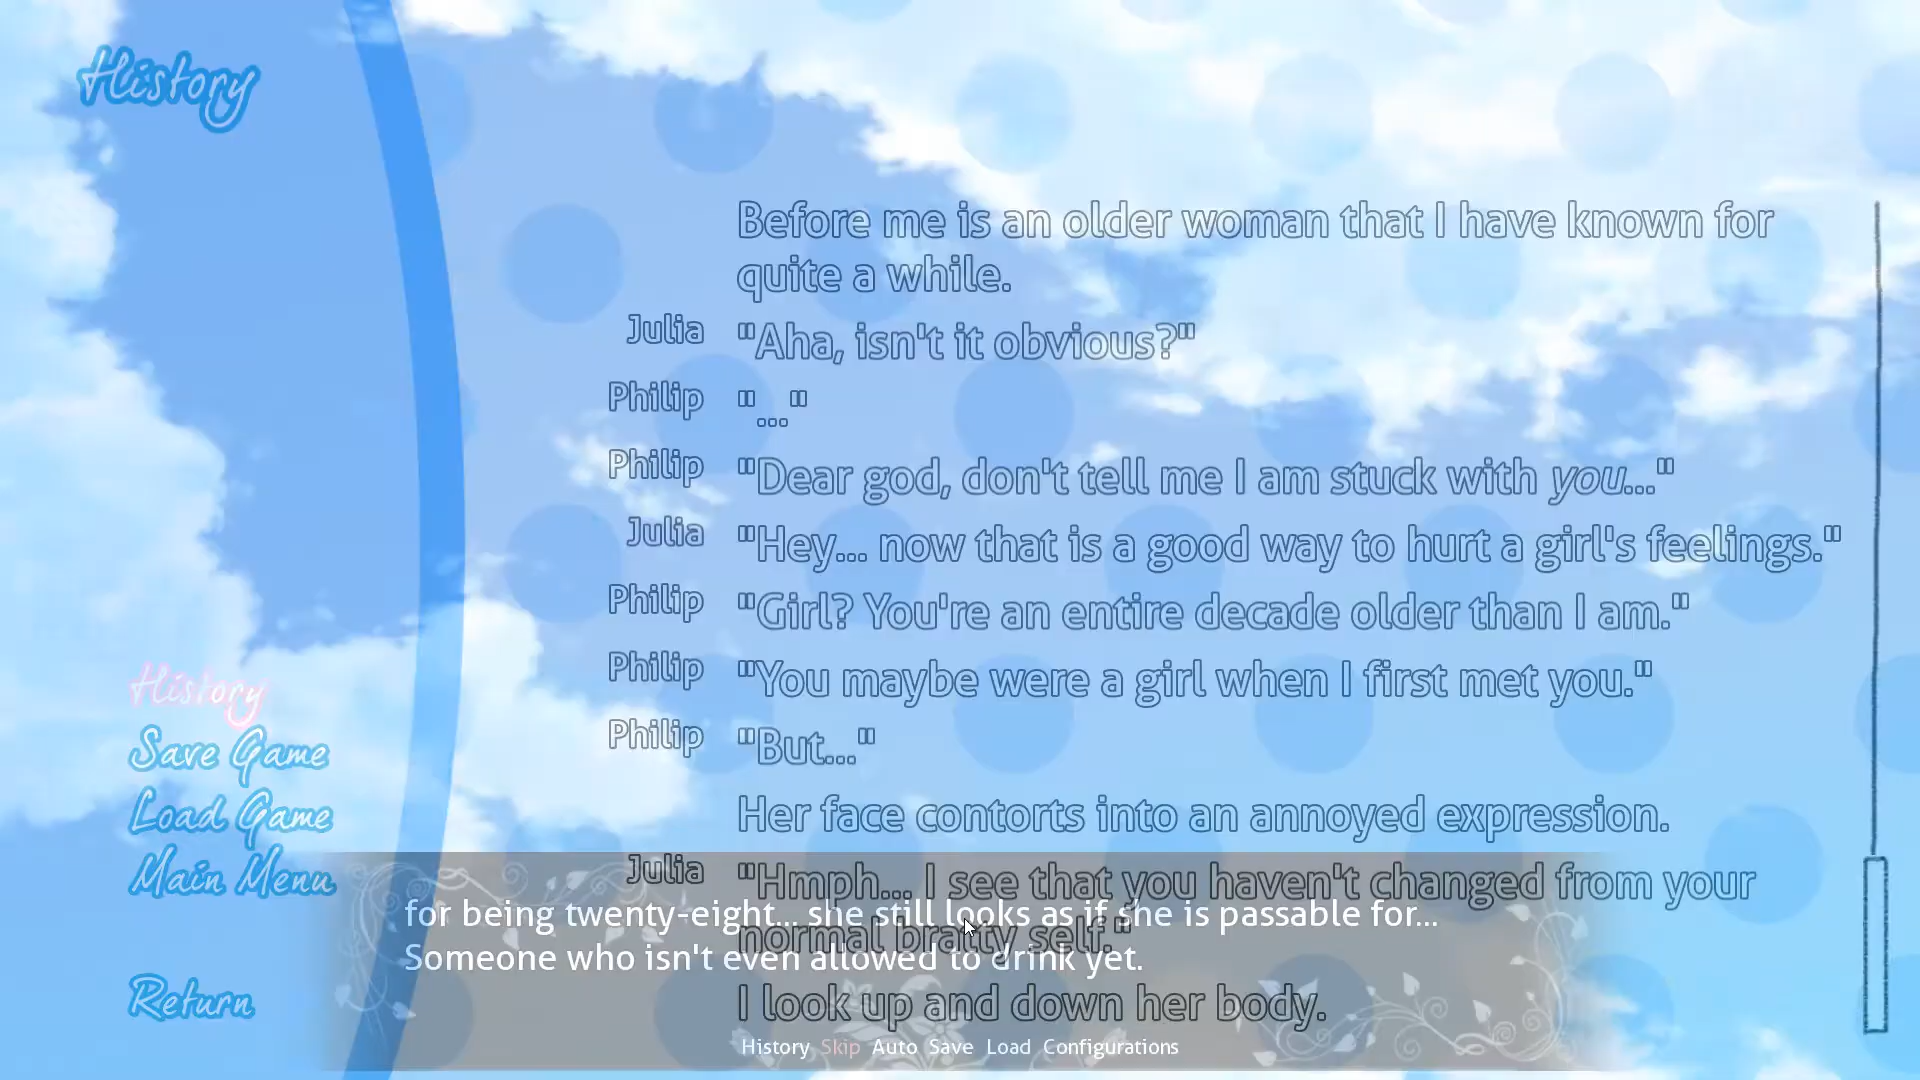 History
Before me is an older woman that I have known for
quite a while.
Julia "Aha, isn't it obvious?"
Philip "..."
Philip "Dear god, don't tell me I am stuck with you..."
Julia "Hey... now that is a good way to hurt a girl's feelings."
Philip "Girl? You're an entire decade older than I am."
Philip "You maybe were a girl when I first met you."
Philip "But..."
Her face contorts into an annoyed expression.
Julia "Hmph... I see that you haven't changed from your
normal bratty self."
I look up and down her body.
for being twenty-eight... she still looks as if she is passable for...
Someone who isn't even allowed to drink yet.
History
Save Game
Load Game
Main Menu
Return
History Skip Auto Save Load Configurations